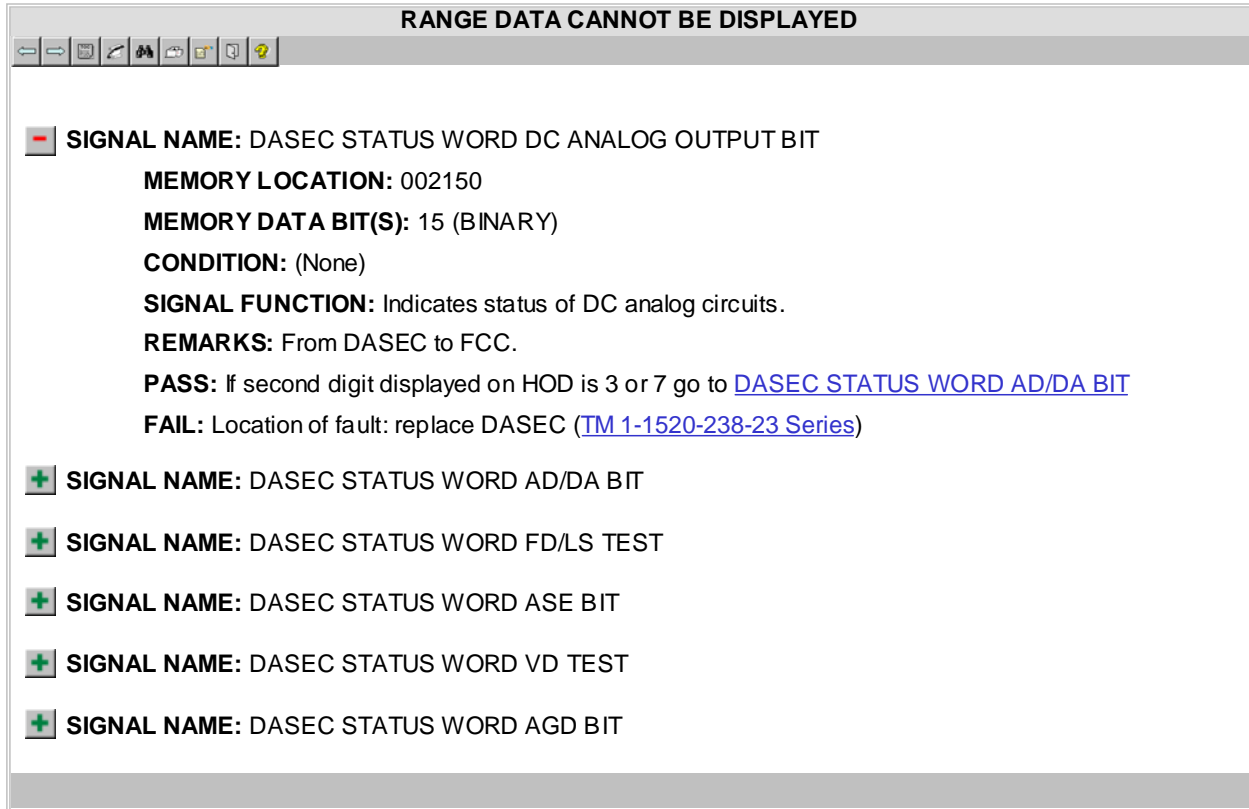 RANGE DATA CANNOT BE DISPLAYED
SIGNAL NAME: DASEC STATUS WORD DC ANALOG OUTPUT BIT
MEMORY LOCATION: 002150
MEMORY DATA BIT(S): 15 (BINARY)
CONDITION: (None)
SIGNAL FUNCTION: Indicates status of DC analog circuits.
REMARKS: From DASEC to FCC.
PASS: If second digit displayed on HOD is 3 or 7 go to DASEC STATUS WORD AD/DA BIT
FAIL: Location of fault: replace DASEC (TM 1-1520-238-23 Series)
SIGNAL NAME: DASEC STATUS WORD AD/DA BIT
SIGNAL NAME: DASEC STATUS WORD FD/LS TEST
SIGNAL NAME: DASEC STATUS WORD ASE BIT
SIGNAL NAME: DASEC STATUS WORD VD TEST
SIGNAL NAME: DASEC STATUS WORD AGD BIT